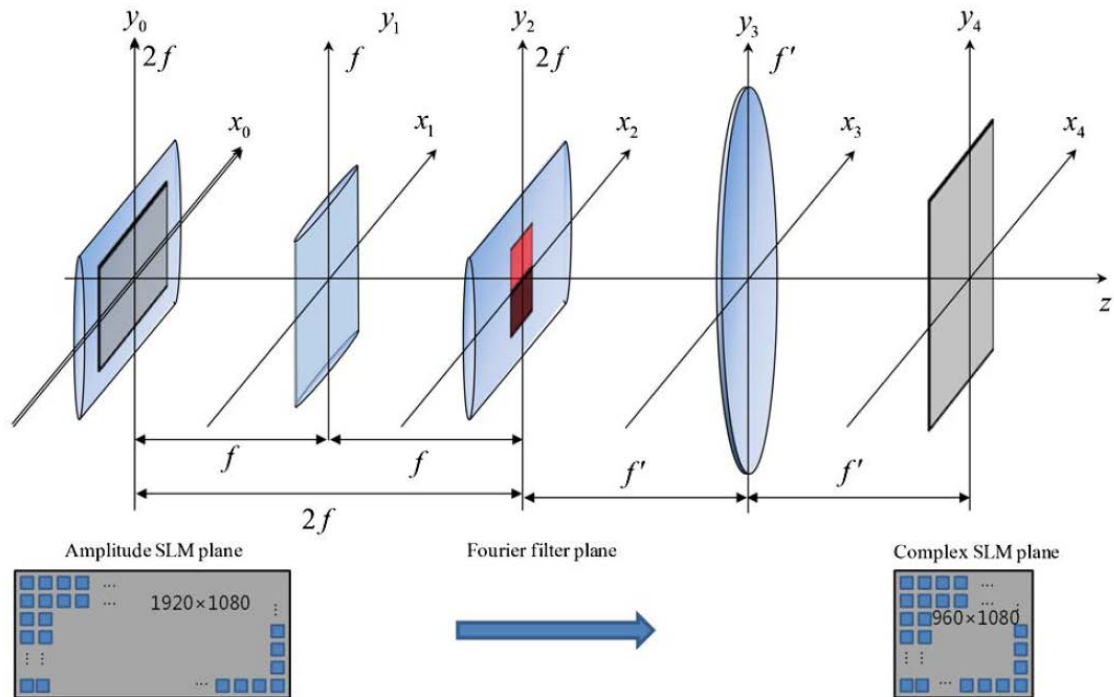 y₀ y₁ y₂ y₃ y₄
2f f 2f f′
x₀ x₁ x₂ x₃ x₄
z
f f f′ f′
2f
Amplitude SLM plane Fourier filter plane Complex SLM plane
... ...
... 1920×1080 ... ⋮
960×1080
⋮ ⋮ ⋮ ⋮
... ...